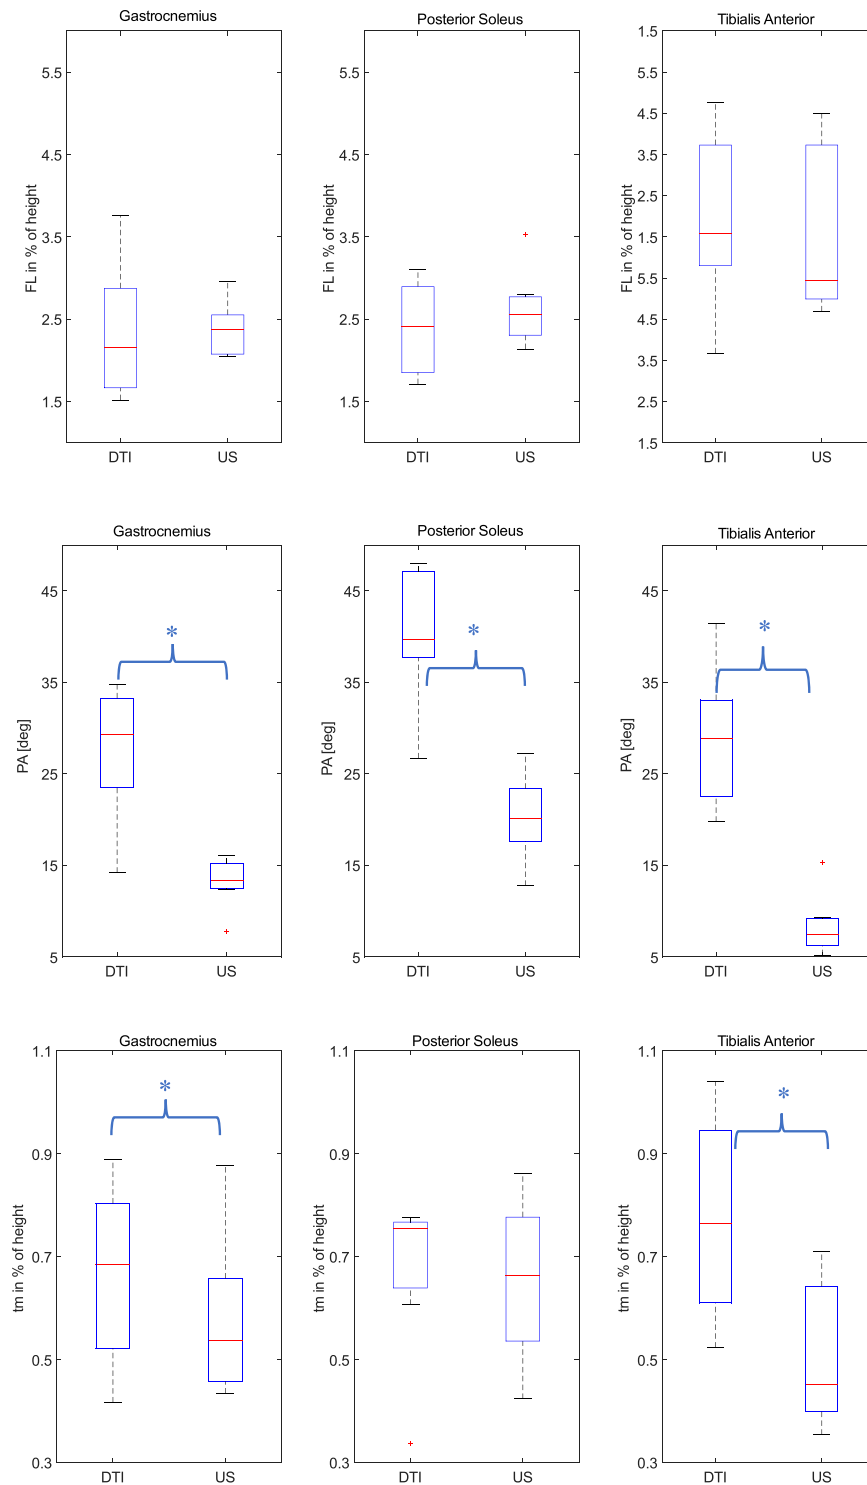 Gastrocnemius
Posterior Soleus
Tibialis Anterior
FL in % of height
5.5
4.5
3.5
2.5
1.5
DTI
US
FL in % of height
5.5
4.5
3.5
2.5
1.5
DTI
US
FL in % of height
1.5
5.5
4.5
3.5
2.5
1.5
5.5
4.5
3.5
2.5
1.5
DTI
US
Gastrocnemius
Posterior Soleus
Tibialis Anterior
PA [deg]
45
35
25
15
5
*
DTI
US
PA [deg]
45
35
25
15
5
*
DTI
US
PA [deg]
45
35
25
15
5
*
DTI
US
Gastrocnemius
Posterior Soleus
Tibialis Anterior
tm in % of height
1.1
0.9
0.7
0.5
0.3
*
DTI
US
tm in % of height
1.1
0.9
0.7
0.5
0.3
DTI
US
tm in % of height
1.1
0.9
0.7
0.5
0.3
*
DTI
US